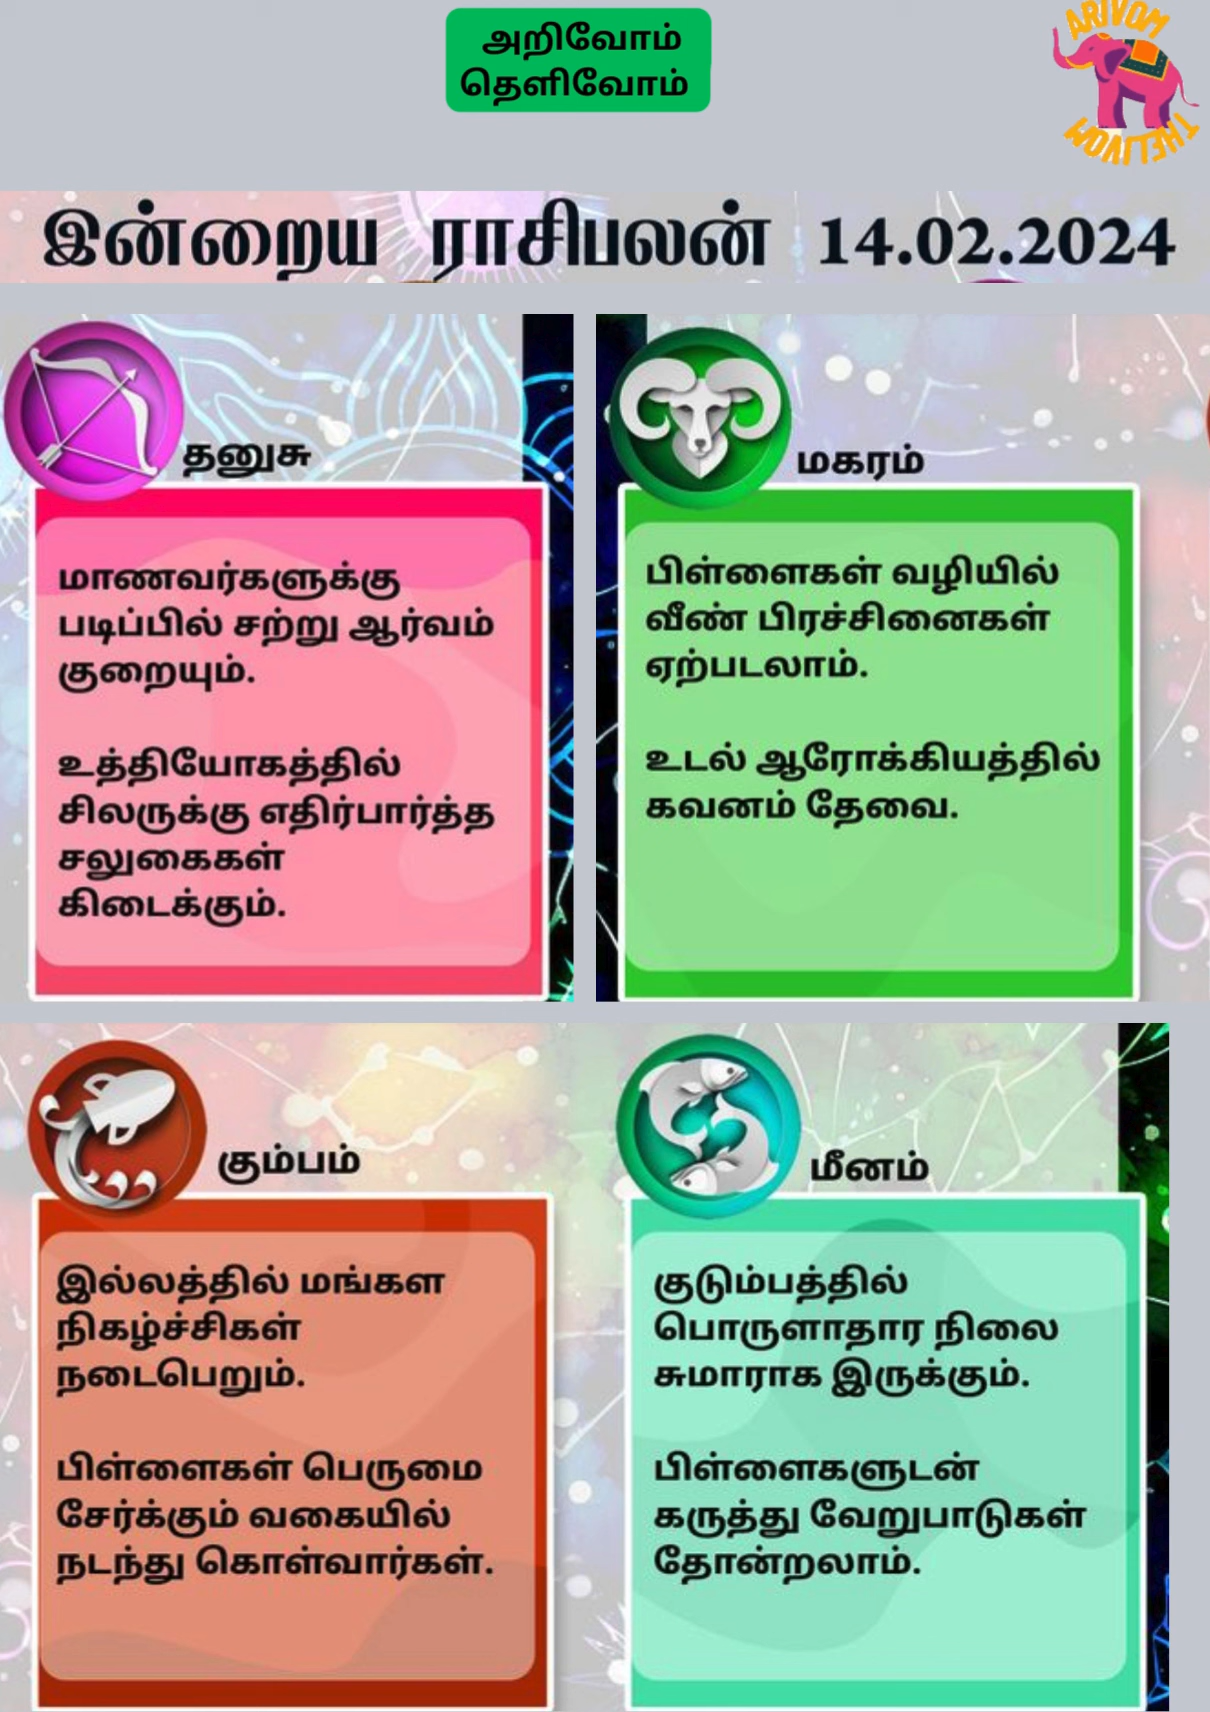 அறிவோம்
தெளிவோம்
ARIVOM
THELIVOM
இன்றைய ராசிபலன் 14.02.2024
தனுசு
மாணவர்களுக்கு
படிப்பில் சற்று ஆர்வம்
குறையும்.
உத்தியோகத்தில்
சிலருக்கு எதிர்பார்த்த
சலுகைகள்
கிடைக்கும்.
மகரம்
பிள்ளைகள் வழியில்
வீண் பிரச்சினைகள்
ஏற்படலாம்.
உடல் ஆரோக்கியத்தில்
கவனம் தேவை.
கும்பம்
இல்லத்தில் மங்கள
நிகழ்ச்சிகள்
நடைபெறும்.
பிள்ளைகள் பெருமை
சேர்க்கும் வகையில்
நடந்து கொள்வார்கள்.
மீனம்
குடும்பத்தில்
பொருளாதார நிலை
சுமாராக இருக்கும்.
பிள்ளைகளுடன்
கருத்து வேறுபாடுகள்
தோன்றலாம்.